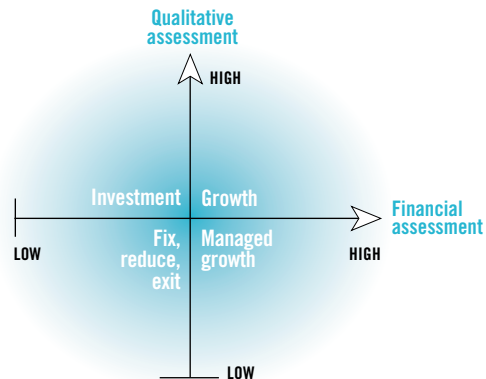 Qualitative
assessment
HIGH
Investment
Growth
Financial
assessment
LOW
Fix,
reduce,
exit
Managed
growth
HIGH
LOW